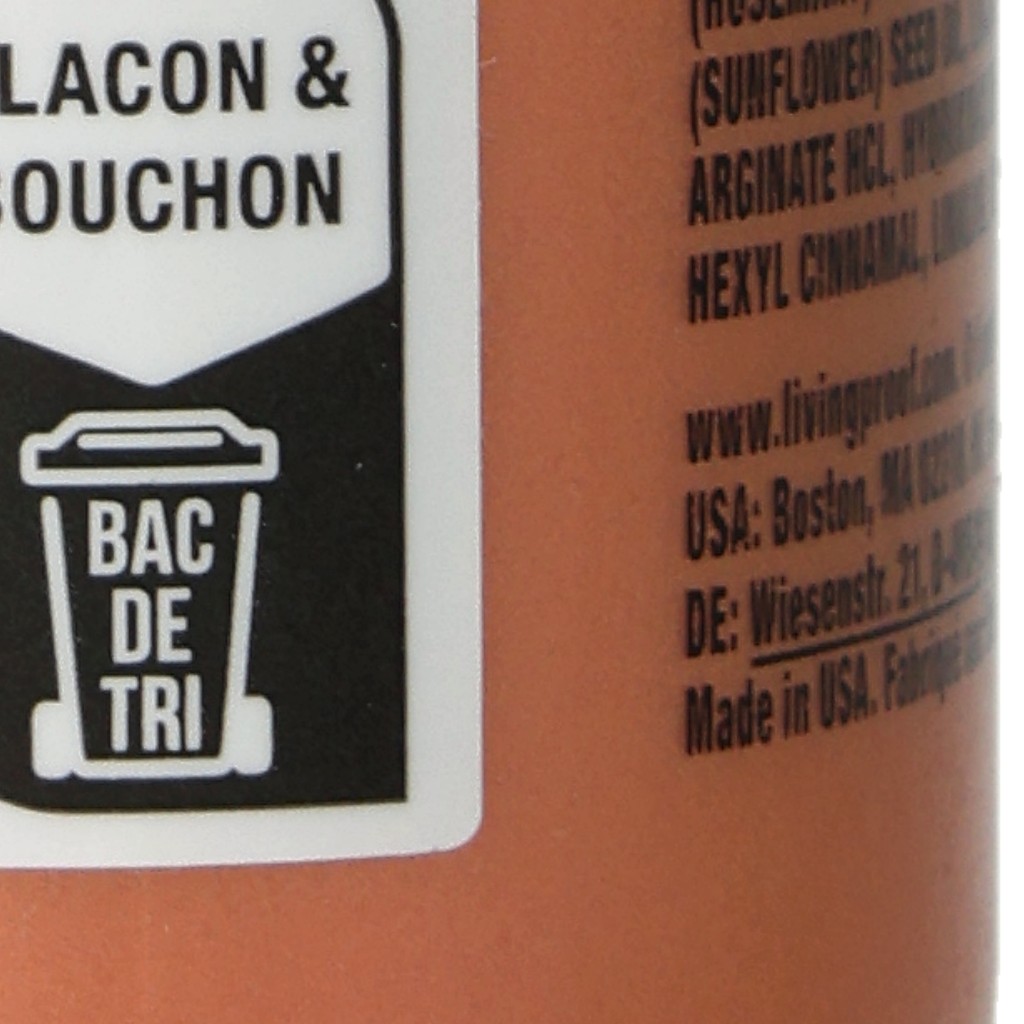 LACON &
BOUCHON
BAC
DE
TRI
(SUNFLOWER) SEED
ARGINATE HCL,
HEXYL CINNAMAL,
www.livingproof.com.
USA: Boston, MA
DE: Wiesenstr. 21,
Made in USA.